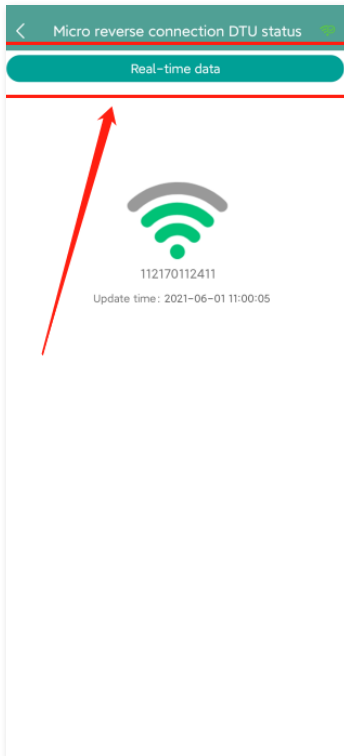 Micro reverse connection DTU status
Real-time data
112170112411
Update time: 2021-06-01 11:00:05